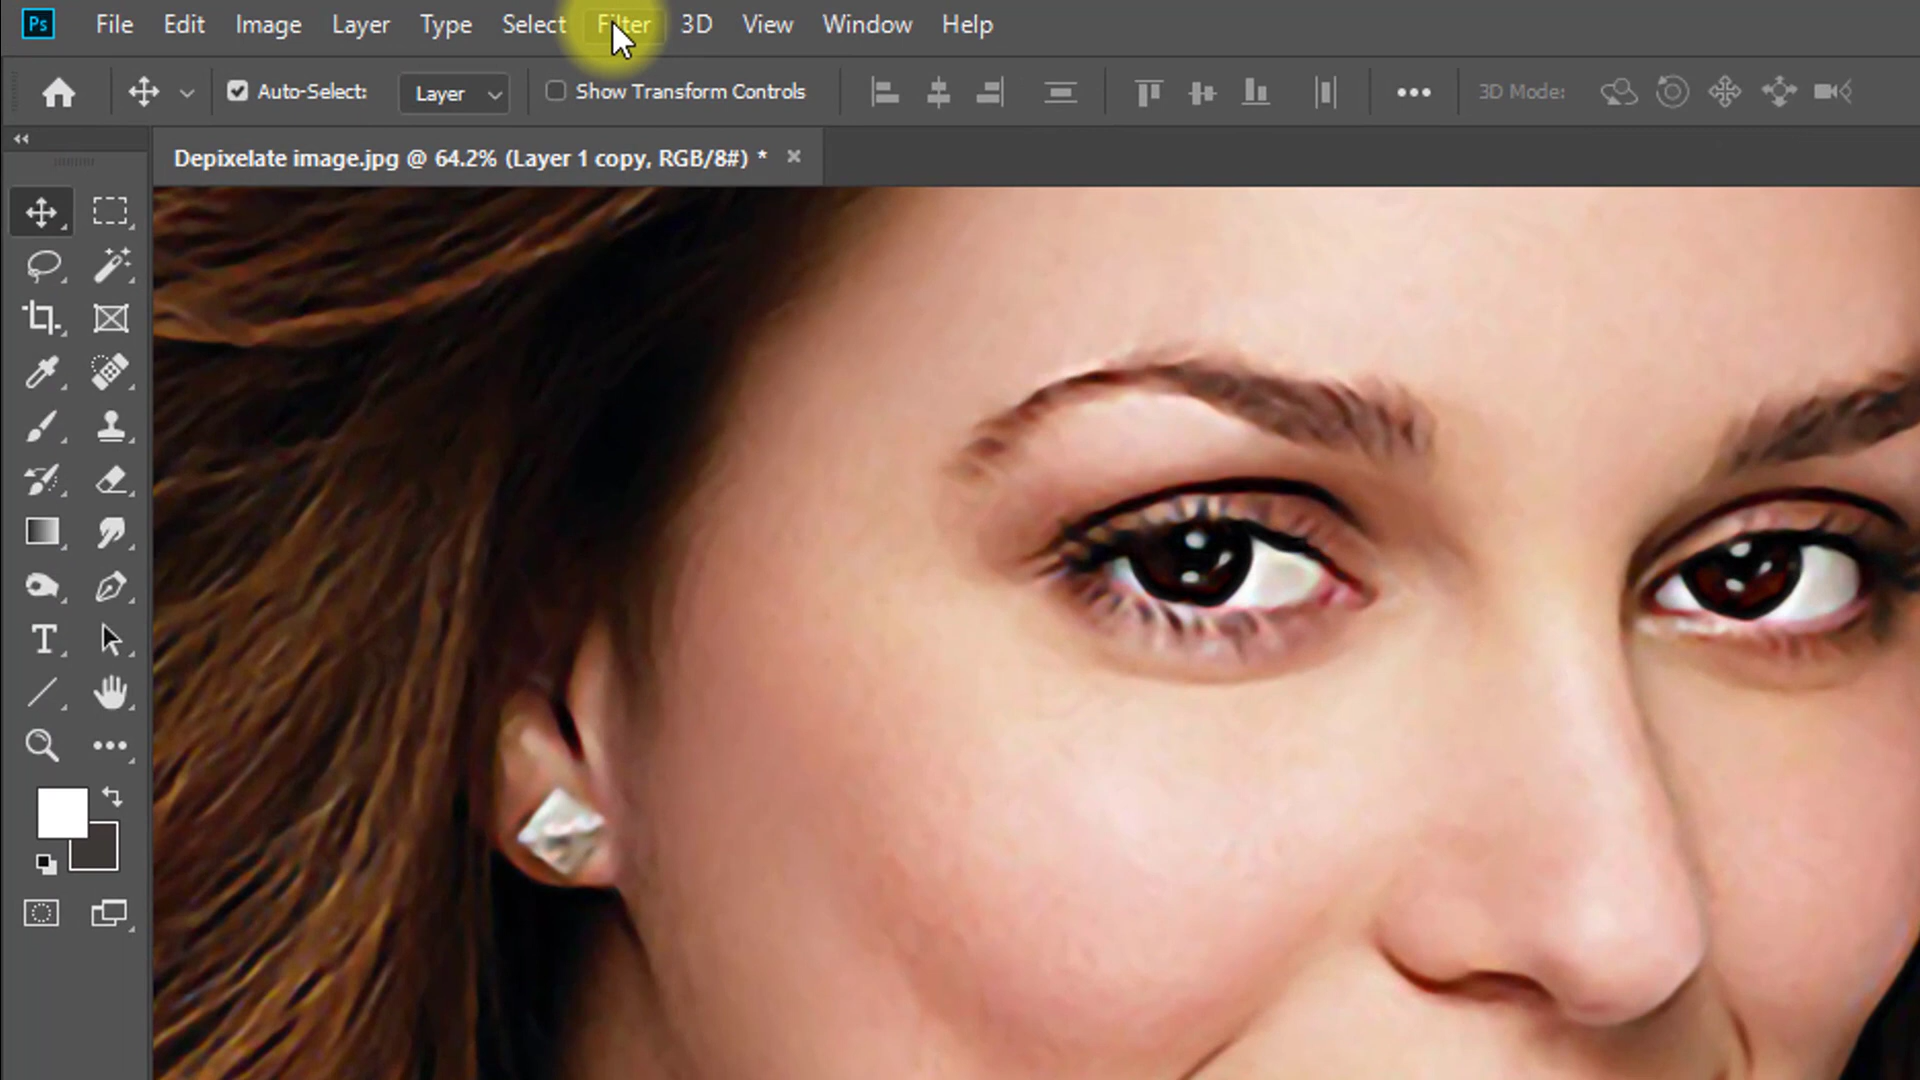 Ps File Edit Image Layer Type Select Filter 3D View Window Help
Auto-Select: Layer Show Transform Controls 3D Mode:
Depixelate image.jpg @ 64.2% (Layer 1 copy, RGB/8#) *
T